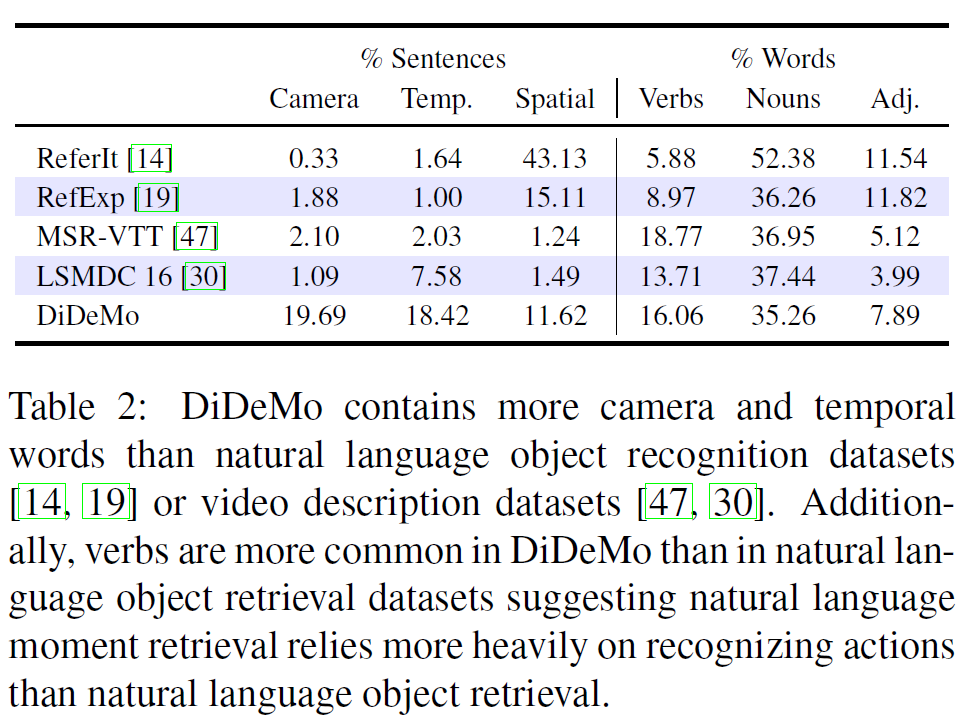 % Sentences % Words
Camera Temp. Spatial Verbs Nouns Adj.
ReferIt [14] 0.33 1.64 43.13 5.88 52.38 11.54
RefExp [19] 1.88 1.00 15.11 8.97 36.26 11.82
MSR-VTT [47] 2.10 2.03 1.24 18.77 36.95 5.12
LSMDC 16 [30] 1.09 7.58 1.49 13.71 37.44 3.99
DiDeMo 19.69 18.42 11.62 16.06 35.26 7.89
Table 2: DiDeMo contains more camera and temporal
words than natural language object recognition datasets
[14, 19] or video description datasets [47, 30]. Addition-
ally, verbs are more common in DiDeMo than in natural lan-
guage object retrieval datasets suggesting natural language
moment retrieval relies more heavily on recognizing actions
than natural language object retrieval.